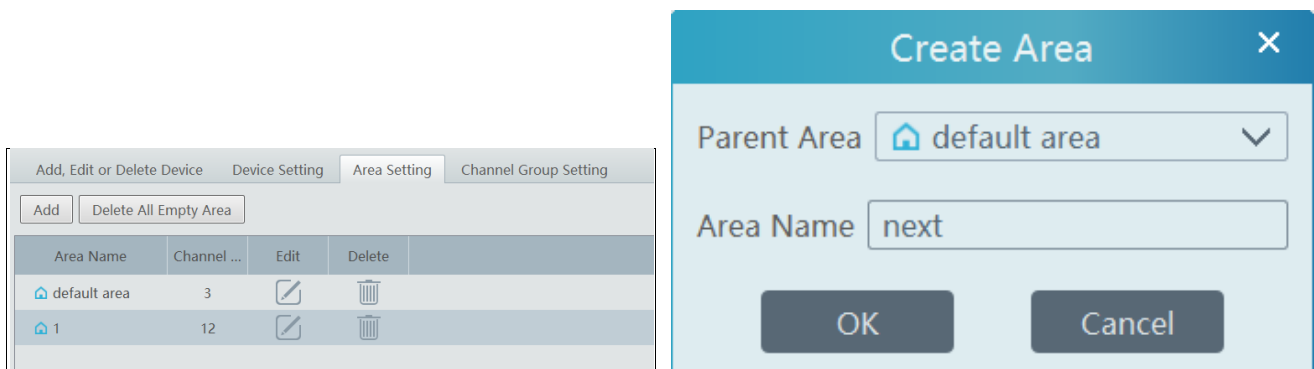 Add, Edit or Delete Device Device Setting Area Setting Channel Group Setting
Add Delete All Empty Area
Area Name Channel ... Edit Delete
default area 3
1 12
Create Area
Parent Area default area
Area Name next
OK Cancel